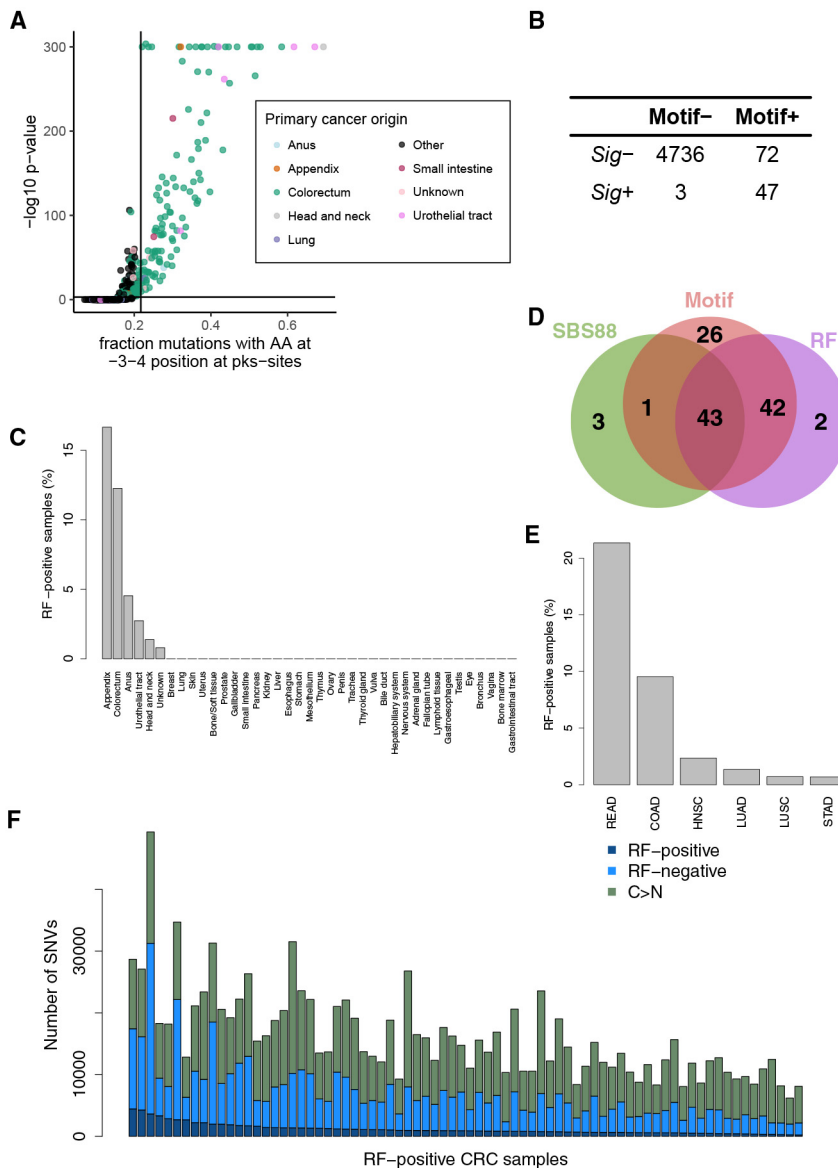 A
300
200
100
0
−log10 p−value
0.2
0.4
0.6
fraction mutations with AA at
−3−4 position at pks−sites
Primary cancer origin
Anus
Appendix
Colorectum
Head and neck
Lung
Other
Small intestine
Unknown
Urothelial tract
B
Motif− Motif+
Sig− 4736 72
Sig+ 3 47
D
SBS88
Motif
RF
26
3
1
43
42
2
C
RF −positive samples (%)
15
10
5
0
Appendix
Colorectum
Anus
Urothelial tract
Head and neck
Unknown
Breast
Lung
Skin
Uterus
Bone/Soft tissue
Prostate
Gallbladder
Small intestine
Pancreas
Kidney
Liver
Esophagus
Stomach
Mesothelium
Thymus
Ovary
Penis
Trachea
Thyroid gland
Vulva
Bile duct
Hepatobiliary system
Nervous system
Adrenal gland
Fallopian tube
Lymphoid tissue
Gastroesophageal
Testis
Eye
Bronchus
Vagina
Bone marrow
Gastrointestinal tract
E
RF−positive samples (%)
20
15
10
5
0
READ
COAD
HNSC
LUAD
LUSC
STAD
F
RF−positive
RF−negative
C>N
Number of SNVs
30000
10000
0
RF−positive CRC samples